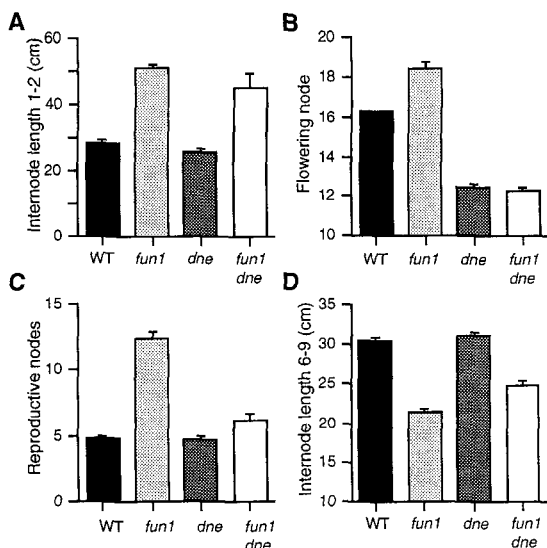 A
Internode length 1-2 (cm)
60
40
20
0
WT fun1 dne fun1 dne
B
Flowering node
20
18
16
14
12
10
WT fun1 dne fun1 dne
C
Reproductive nodes
15
10
5
0
WT fun1 dne fun1 dne
D
Internode length 6-9 (cm)
35
30
25
20
15
10
WT fun1 dne fun1 dne